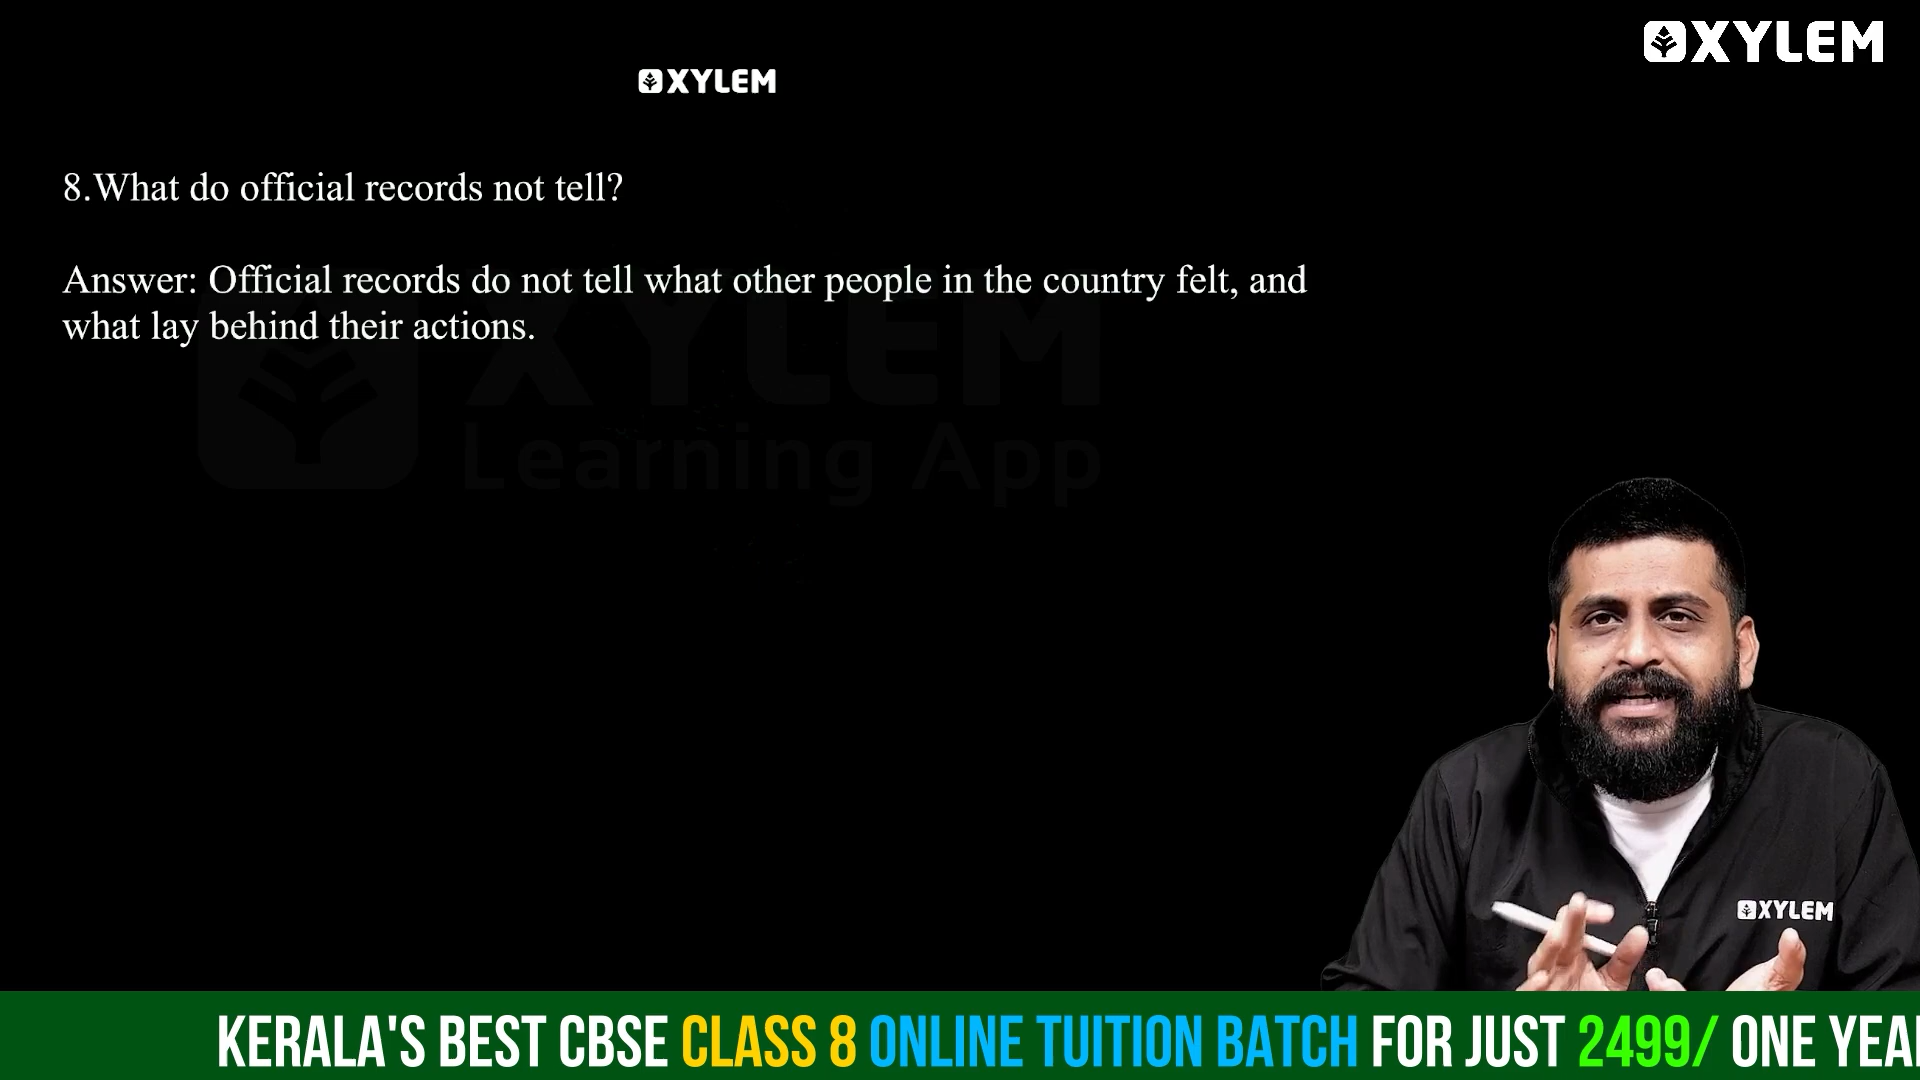 XYLEM
XYLEM
8.What do official records not tell?
Answer: Official records do not tell what other people in the country felt, and
what lay behind their actions.
XYLEM
Learning App
XYLEM
KERALA'S BEST CBSE CLASS 8 ONLINE TUITION BATCH FOR JUST 2499/ ONE YEA